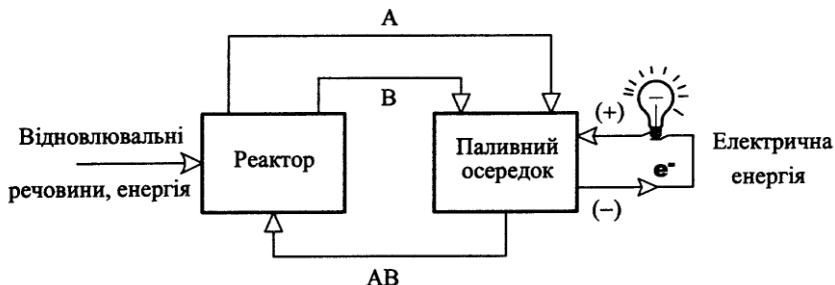 A
B
Відновлювальні
речовини, енергія
Реактор
Паливний
осередок
(+)
e-
(−)
Електрична
енергія
AB